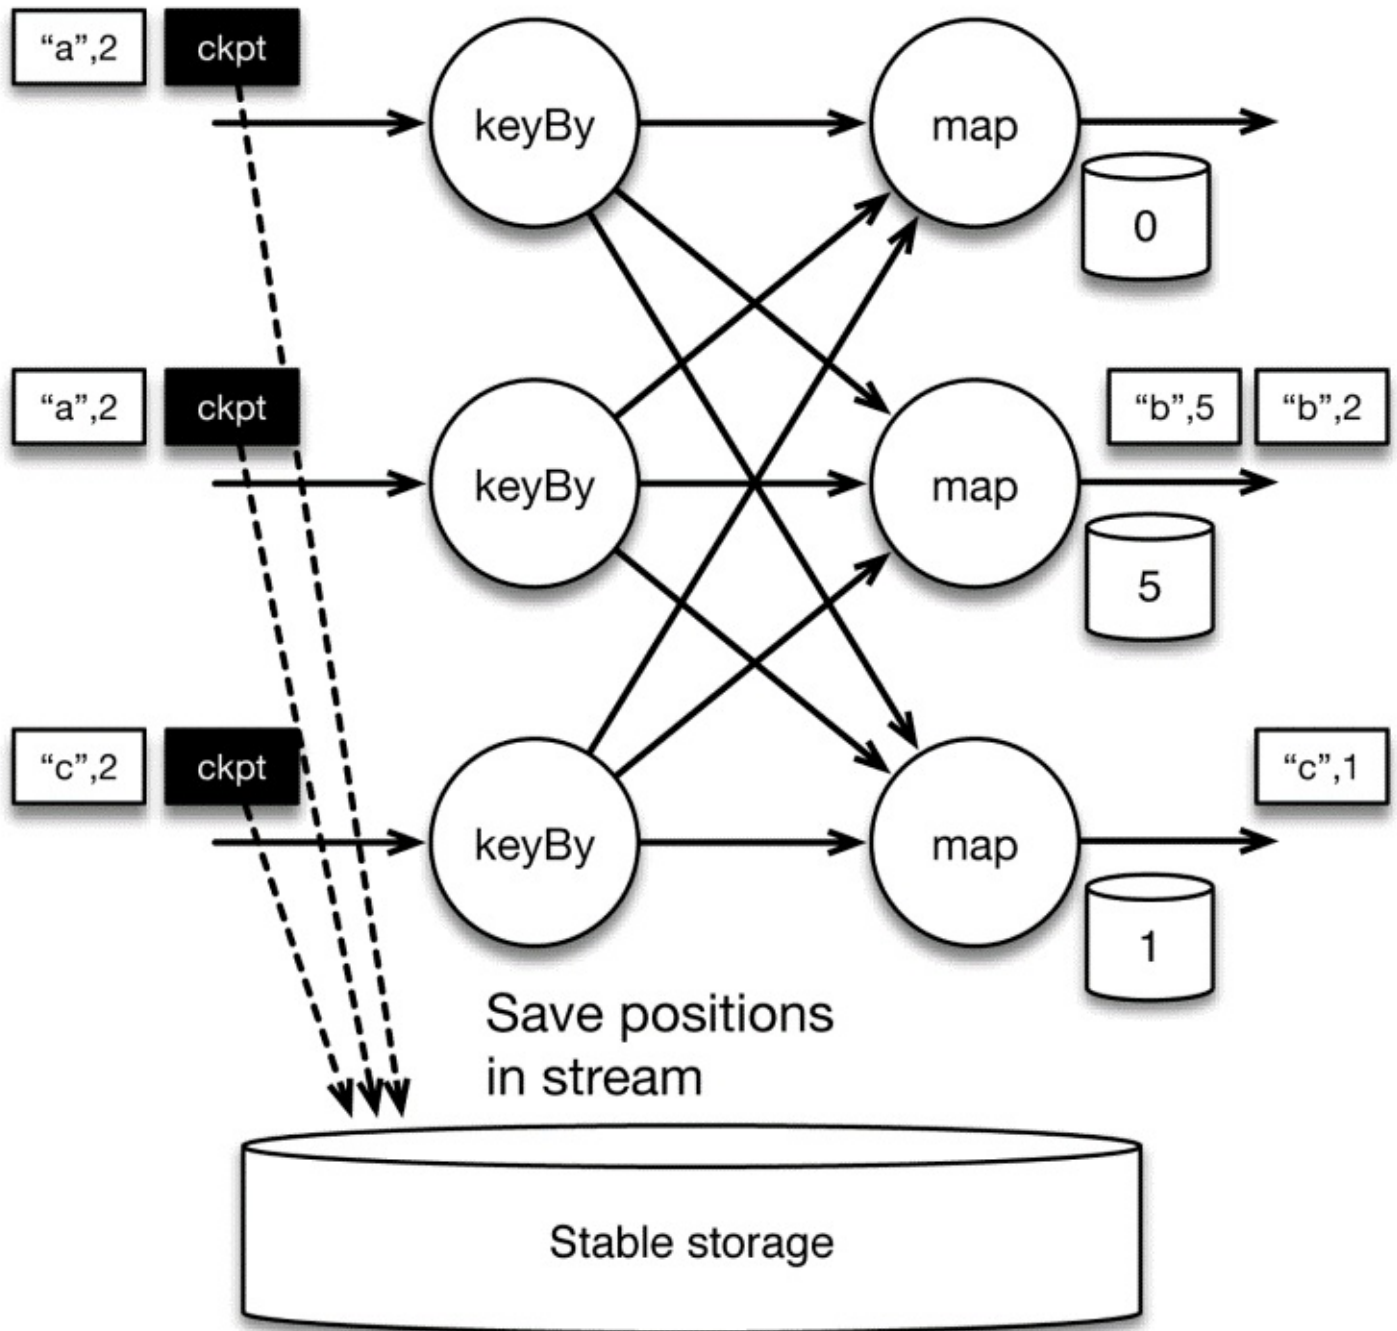 “a”,2
ckpt
keyBy
map
0
“a”,2
ckpt
keyBy
map
“b”,5
“b”,2
5
“c”,2
ckpt
keyBy
map
“c”,1
1
Save positions
in stream
Stable storage